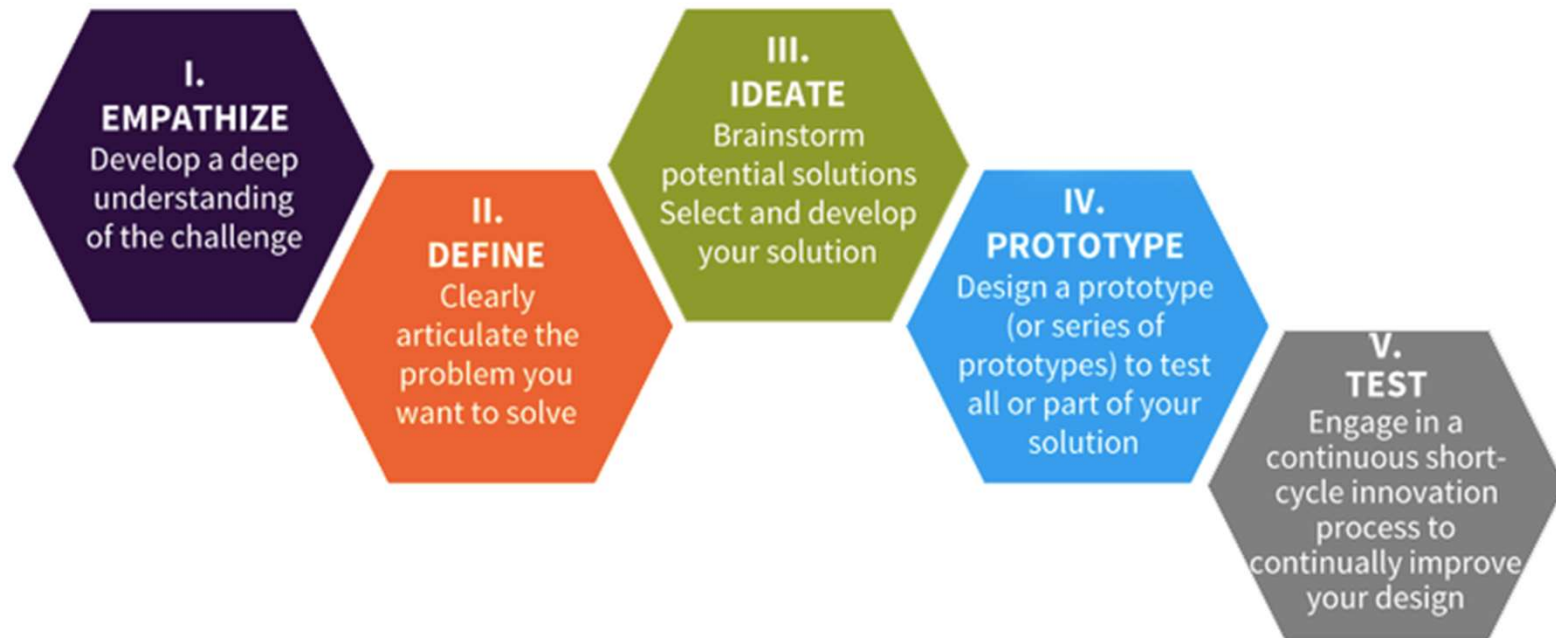 I.
EMPATHIZE
Develop a deep
understanding
of the challenge
II.
DEFINE
Clearly
articulate the
problem you
want to solve
III.
IDEATE
Brainstorm
potential solutions
Select and develop
your solution
IV.
PROTOTYPE
Design a prototype
(or series of
prototypes) to test
all or part of your
solution
V.
TEST
Engage in a
continuous short-
cycle innovation
process to
continually improve
your design